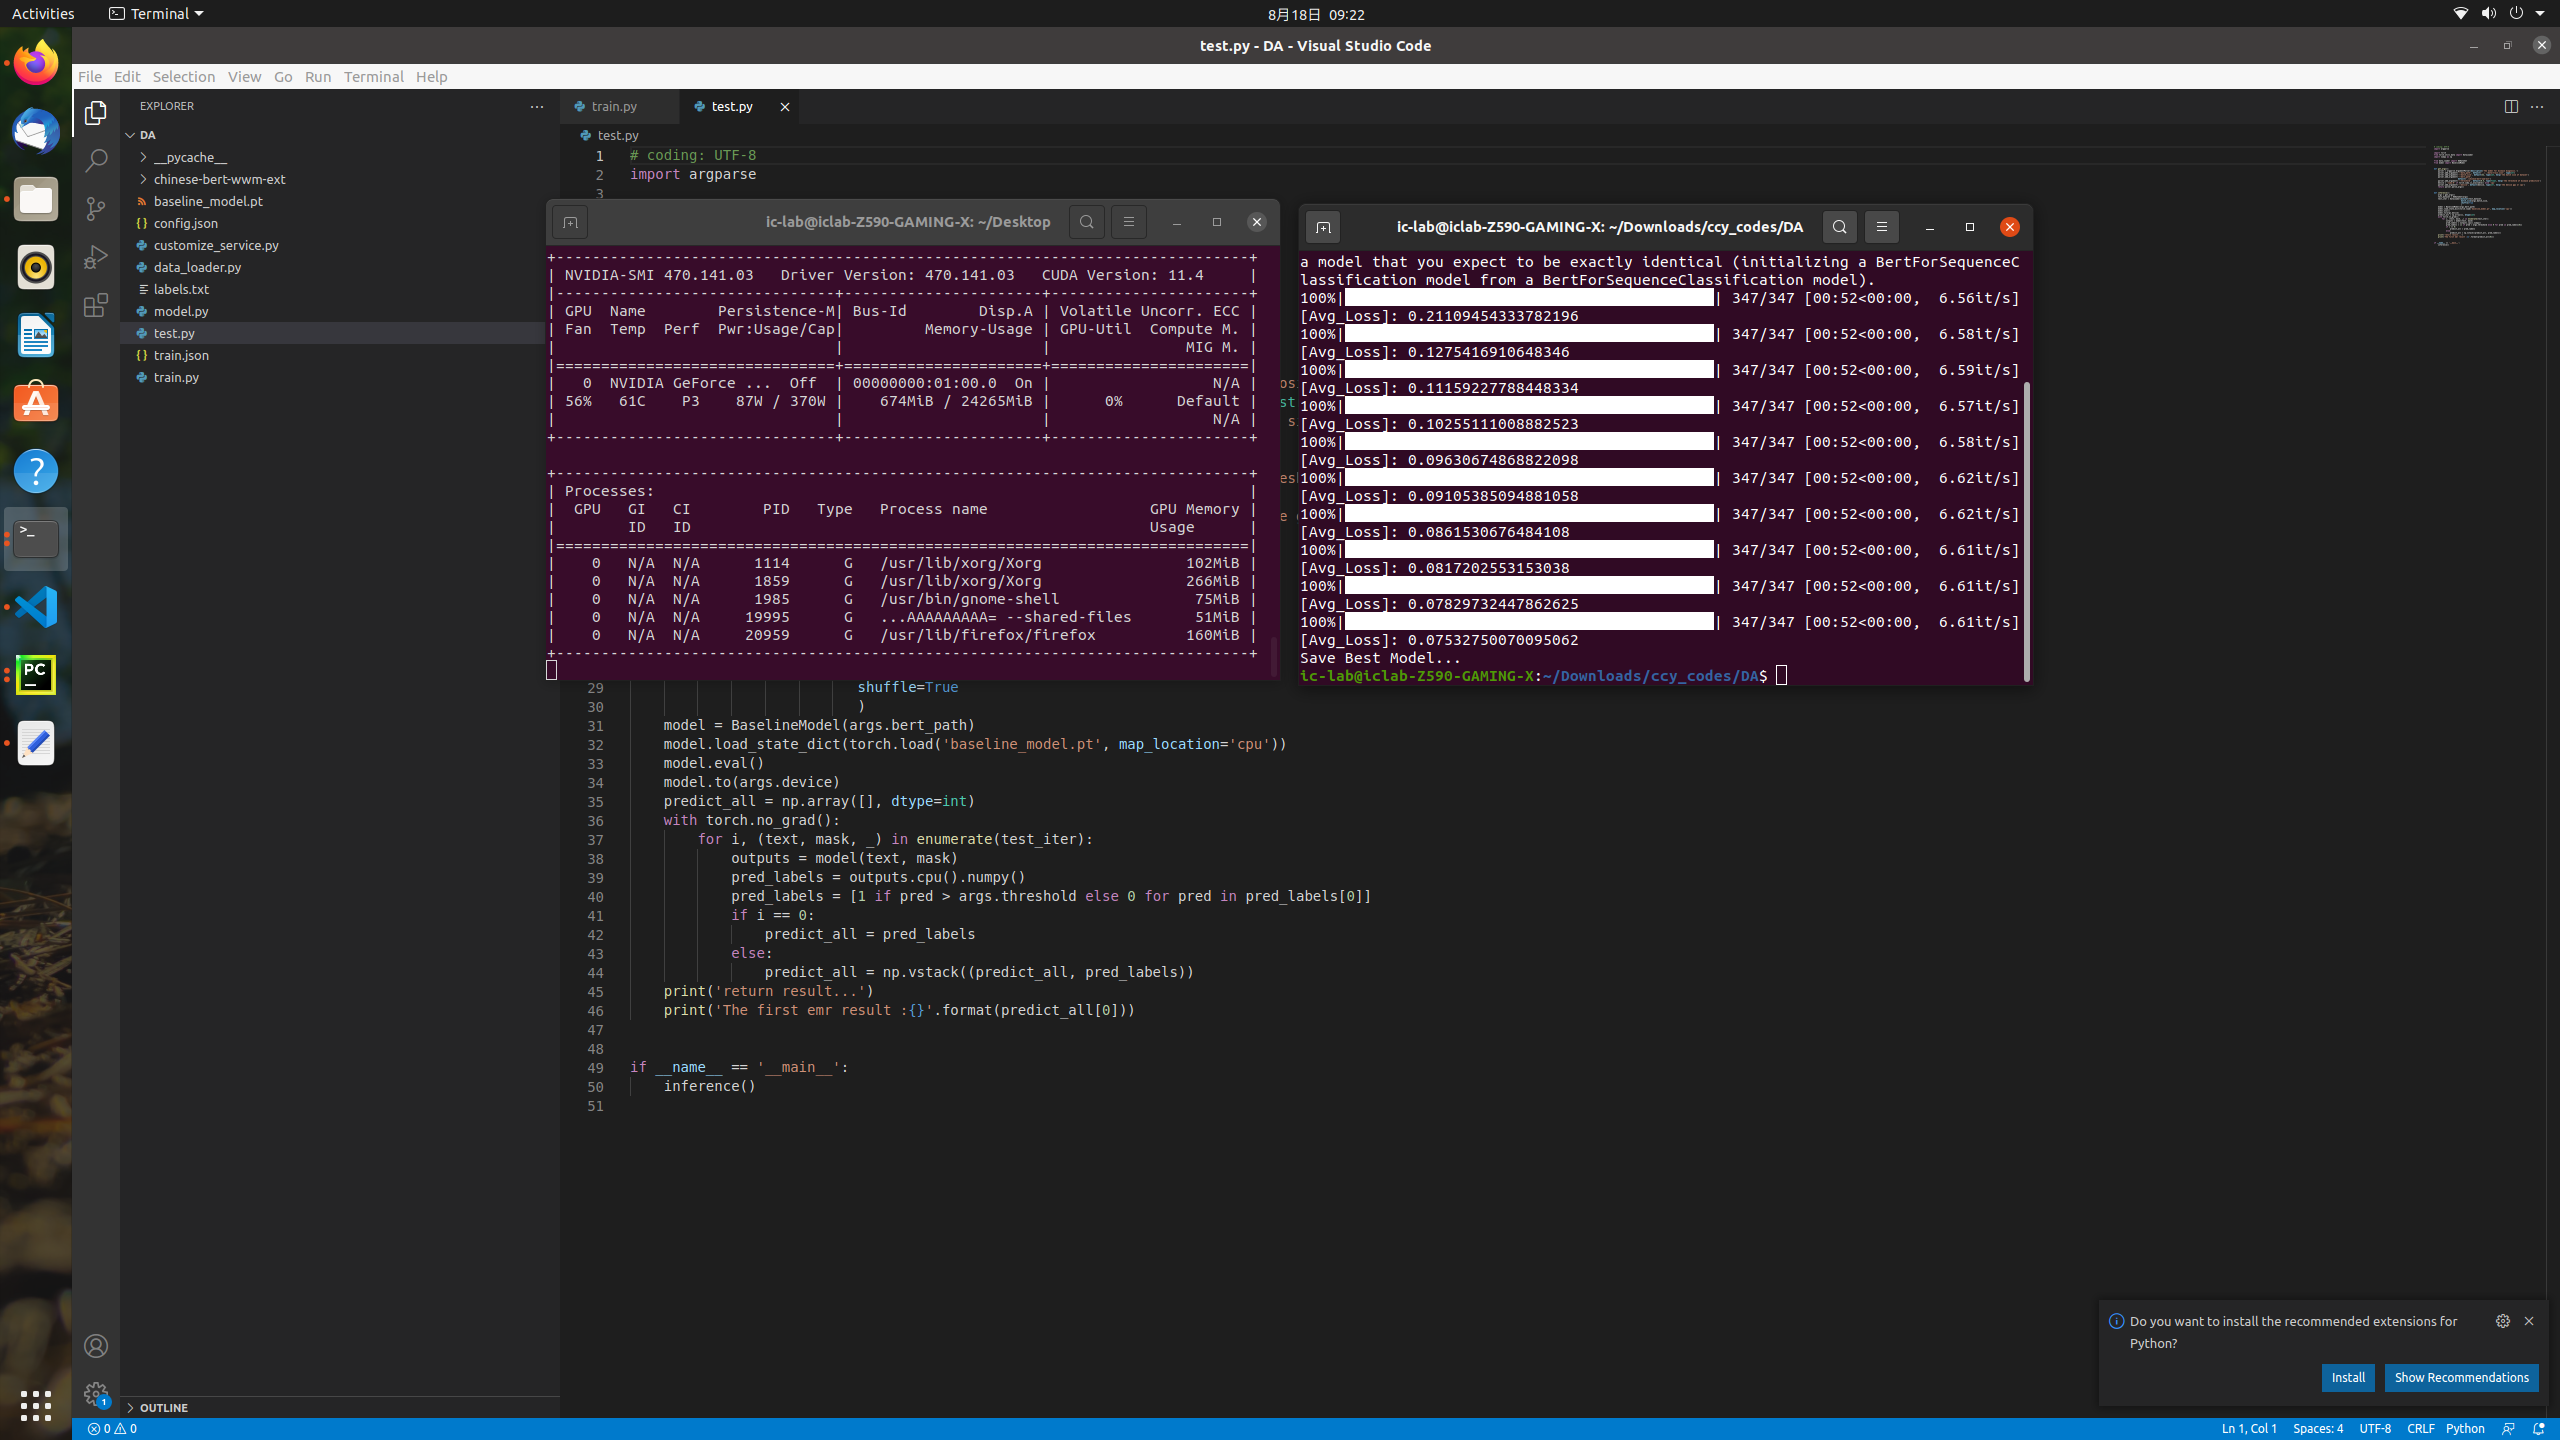 Activities
Terminal
8月18日 09:22
test.py - DA - Visual Studio Code
File Edit Selection View Go Run Terminal Help
EXPLORER
DA
__pycache__
chinese-bert-wwm-ext
baseline_model.pt
config.json
customize_service.py
data_loader.py
labels.txt
model.py
test.py
train.json
train.py
OUTLINE
train.py
test.py
test.py
1 # coding: UTF-8
2 import argparse
3
ic-lab@iclab-Z590-GAMING-X: ~/Desktop
+-----------------------------------------------------------------------------+
| NVIDIA-SMI 470.141.03   Driver Version: 470.141.03   CUDA Version: 11.4     |
|-------------------------------+----------------------+----------------------+
| GPU  Name        Persistence-M| Bus-Id        Disp.A | Volatile Uncorr. ECC |
| Fan  Temp  Perf  Pwr:Usage/Cap|         Memory-Usage | GPU-Util  Compute M. |
|                               |                      |               MIG M. |
|===============================+======================+======================|
|   0  NVIDIA GeForce ...  Off  | 00000000:01:00.0  On |                  N/A |
| 56%   61C    P3    87W / 370W |    674MiB / 24265MiB |      0%      Default |
|                               |                      |                  N/A |
+-------------------------------+----------------------+----------------------+
+-----------------------------------------------------------------------------+
| Processes:                                                                  |
|  GPU   GI   CI        PID   Type   Process name                  GPU Memory |
|        ID   ID                                                   Usage      |
|=============================================================================|
|    0   N/A  N/A      1114      G   /usr/lib/xorg/Xorg                102MiB |
|    0   N/A  N/A      1859      G   /usr/lib/xorg/Xorg                266MiB |
|    0   N/A  N/A      1985      G   /usr/bin/gnome-shell               75MiB |
|    0   N/A  N/A     19995      G   ...AAAAAAAAA= --shared-files       51MiB |
|    0   N/A  N/A     20959      G   /usr/lib/firefox/firefox          160MiB |
+-----------------------------------------------------------------------------+
ic-lab@iclab-Z590-GAMING-X: ~/Downloads/ccy_codes/DA
a model that you expect to be exactly identical (initializing a BertForSequenceC
lassification model from a BertForSequenceClassification model).
100%| | 347/347 [00:52<00:00,  6.56it/s]
[Avg_Loss]: 0.21109454333782196
100%| | 347/347 [00:52<00:00,  6.58it/s]
[Avg_Loss]: 0.1275416910648346
100%| | 347/347 [00:52<00:00,  6.59it/s]
[Avg_Loss]: 0.11159227788448334
100%| | 347/347 [00:52<00:00,  6.57it/s]
[Avg_Loss]: 0.10255111008882523
100%| | 347/347 [00:52<00:00,  6.58it/s]
[Avg_Loss]: 0.09630674868822098
100%| | 347/347 [00:52<00:00,  6.62it/s]
[Avg_Loss]: 0.09105385094881058
100%| | 347/347 [00:52<00:00,  6.62it/s]
[Avg_Loss]: 0.0861530676484108
100%| | 347/347 [00:52<00:00,  6.61it/s]
[Avg_Loss]: 0.0817202553153038
100%| | 347/347 [00:52<00:00,  6.61it/s]
[Avg_Loss]: 0.07829732447862625
100%| | 347/347 [00:52<00:00,  6.61it/s]
[Avg_Loss]: 0.07532750070095062
Save Best Model...
ic-lab@iclab-Z590-GAMING-X:~/Downloads/ccy_codes/DA$
29 shuffle=True
30 )
31 model = BaselineModel(args.bert_path)
32 model.load_state_dict(torch.load('baseline_model.pt', map_location='cpu'))
33 model.eval()
34 model.to(args.device)
35 predict_all = np.array([], dtype=int)
36 with torch.no_grad():
37 for i, (text, mask, _) in enumerate(test_iter):
38 outputs = model(text, mask)
39 pred_labels = outputs.cpu().numpy()
40 pred_labels = [1 if pred > args.threshold else 0 for pred in pred_labels[0]]
41 if i == 0:
42 predict_all = pred_labels
43 else:
44 predict_all = np.vstack((predict_all, pred_labels))
45 print('return result...')
46 print('The first emr result :{}'.format(predict_all[0]))
47
48
49 if __name__ == '__main__':
50 inference()
51
Do you want to install the recommended extensions for
Python?
Install
Show Recommendations
0 0
Ln 1, Col 1
Spaces: 4
UTF-8
CRLF
Python